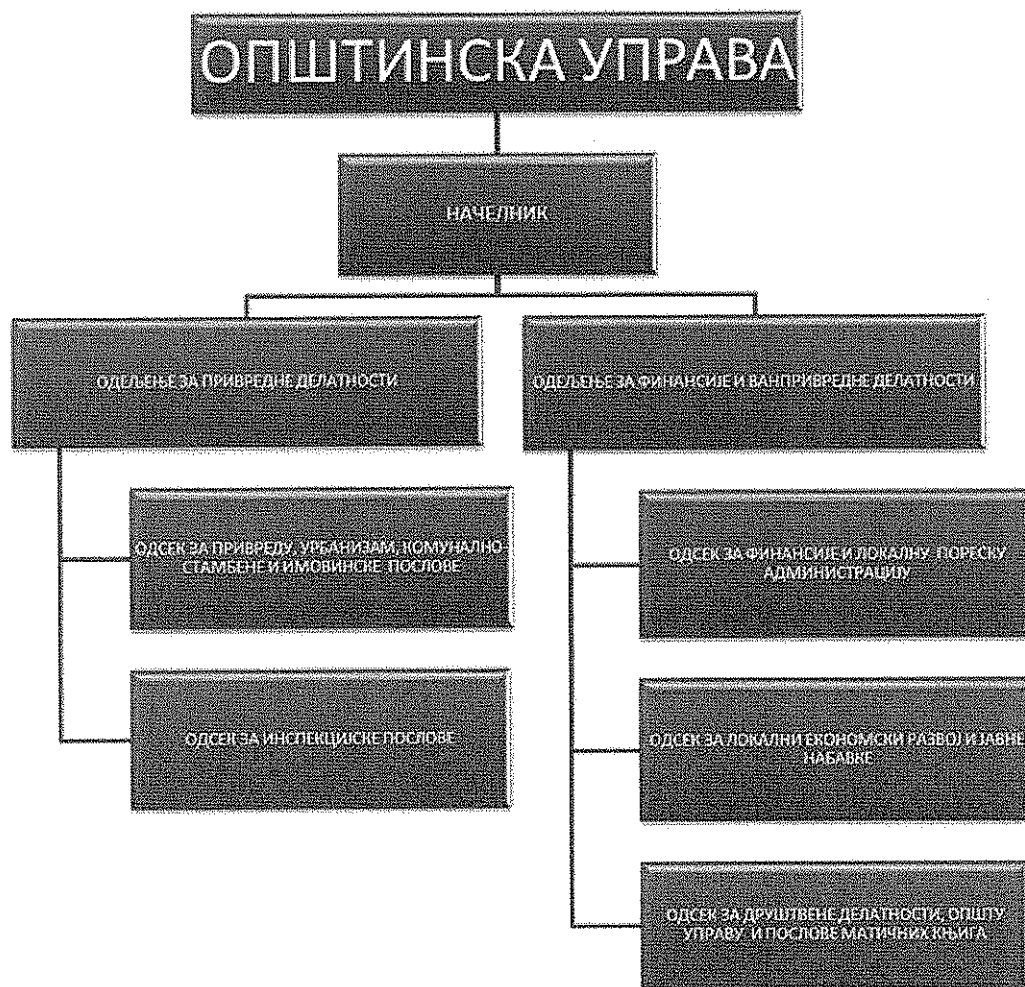 ОПШТИНСКА УПРАВА
НАЧЕЛНИК
ОДЕЉЕЊЕ ЗА ПРИВРЕДНЕ ДЕЛАТНОСТИ
ОДЕЉЕЊЕ ЗА ФИНАНСИЈЕ И ВАНПРИВРЕДНЕ ДЕЛАТНОСТИ
ОДСЕК ЗА ПРИВРЕДУ, УРБАНИЗАМ, КОМУНАЛНО
СТАМБЕНЕ И ИМОВИНСКЕ ПОСЛОВЕ
ОДСЕК ЗА ИНСПЕКЦИЈСКЕ ПОСЛОВЕ
ОДСЕК ЗА ФИНАНСИЈЕ И ЛОКАЛНУ ПОРЕСКУ
АДМИНИСТРАЦИЈУ
ОДСЕК ЗА ЛОКАЛНИ ЕКОНОМСКИ РАЗВОЈ И ЈАВНЕ
НАБАВКЕ
ОДСЕК ЗА ДРУШТВЕНЕ ДЕЛАТНОСТИ, ОПШТУ
УПРАВУ И ПОСЛОВЕ МАТИЧНИХ КЊИГА